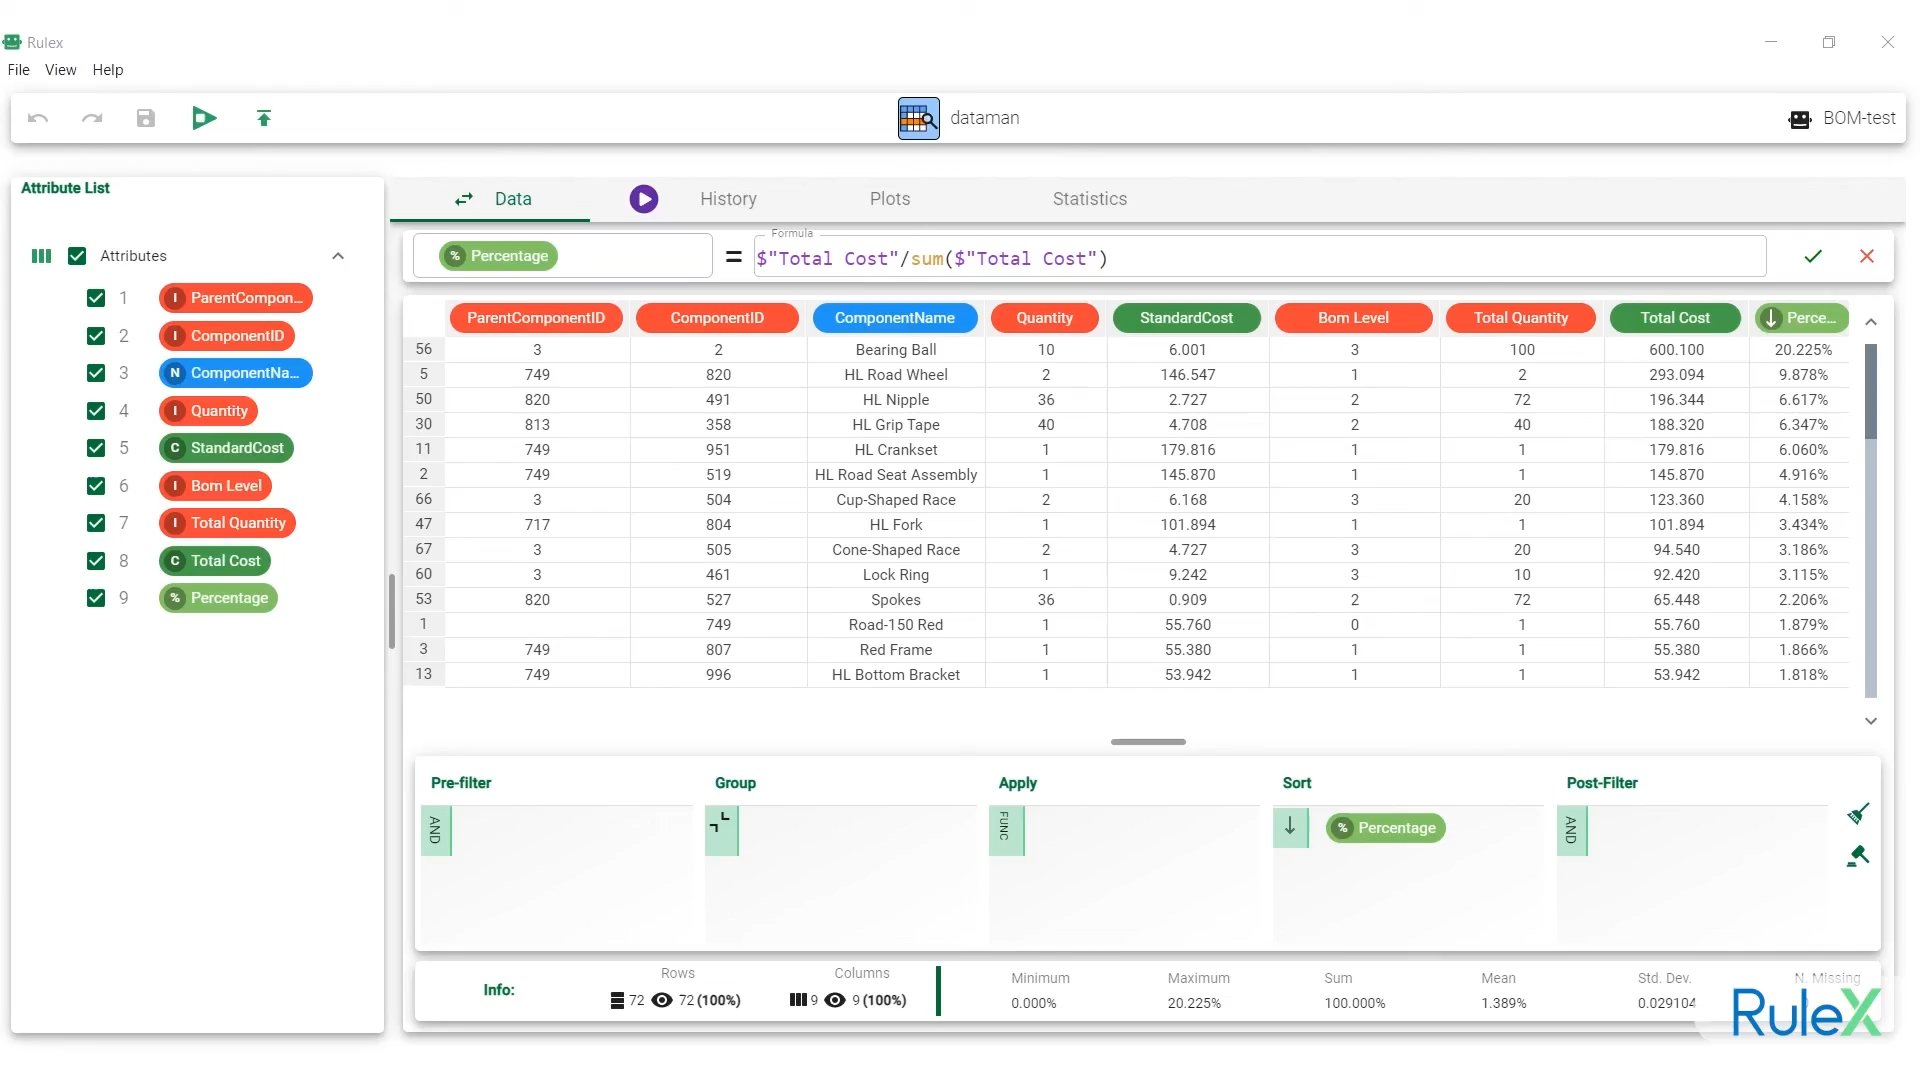 Rulex
File View Help
dataman
BOM-test
Attribute List
Data
History
Plots
Statistics
Attributes
1 I ParentCompon...
2 I ComponentID
3 N ComponentNa...
4 I Quantity
5 C StandardCost
6 I Bom Level
7 I Total Quantity
8 C Total Cost
9 % Percentage
% Percentage
=
Formula
$"Total Cost"/sum($"Total Cost")
ParentComponentID ComponentID ComponentName Quantity StandardCost Bom Level Total Quantity Total Cost Perce...
56 3 2 Bearing Ball 10 6.001 3 100 600.100 20.225%
5 749 820 HL Road Wheel 2 146.547 1 2 293.094 9.878%
50 820 491 HL Nipple 36 2.727 2 72 196.344 6.617%
30 813 358 HL Grip Tape 40 4.708 2 40 188.320 6.347%
11 749 951 HL Crankset 1 179.816 1 1 179.816 6.060%
2 749 519 HL Road Seat Assembly 1 145.870 1 1 145.870 4.916%
66 3 504 Cup-Shaped Race 2 6.168 3 20 123.360 4.158%
47 717 804 HL Fork 1 101.894 1 1 101.894 3.434%
67 3 505 Cone-Shaped Race 2 4.727 3 20 94.540 3.186%
60 3 461 Lock Ring 1 9.242 3 10 92.420 3.115%
53 820 527 Spokes 36 0.909 2 72 65.448 2.206%
1 749 Road-150 Red 1 55.760 0 1 55.760 1.879%
3 749 807 Red Frame 1 55.380 1 1 55.380 1.866%
13 749 996 HL Bottom Bracket 1 53.942 1 1 53.942 1.818%
Pre-filter Group Apply Sort Post-Filter
AND
FUNC
% Percentage
AND
Info:
Rows
72 72 (100%)
Columns
9 9 (100%)
Minimum Maximum Sum Mean Std. Dev. N. Missing
0.000% 20.225% 100.000% 1.389% 0.029104
RuleX